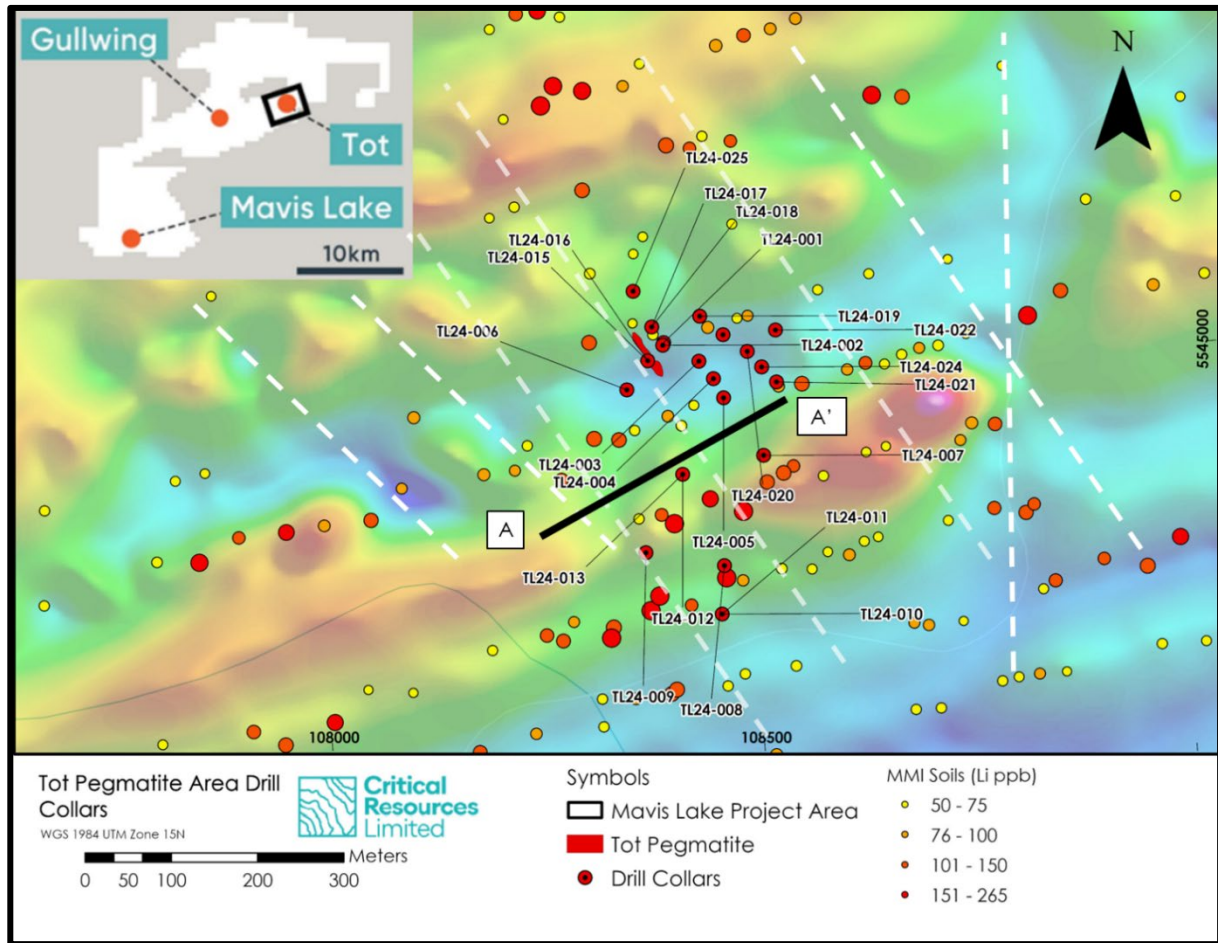 Gullwing
Tot
Mavis Lake
10km
N
TL24-025
TL24-017
TL24-018
TL24-016
TL24-001
TL24-015
TL24-006
TL24-019
TL24-022
TL24-002
TL24-024
TL24-021
5545000
A'
TL24-003
TL24-004
TL24-007
TL24-020
TL24-011
A
TL24-005
TL24-013
TL24-012
TL24-010
TL24-009
TL24-008
108000
108500
Tot Pegmatite Area Drill
Collars
WGS 1984 UTM Zone 15N
Critical
Resources
Limited
Meters
0 50 100 200 300
Symbols
Mavis Lake Project Area
Tot Pegmatite
Drill Collars
MMI Soils (Li ppb)
50 - 75
76 - 100
101 - 150
151 - 265